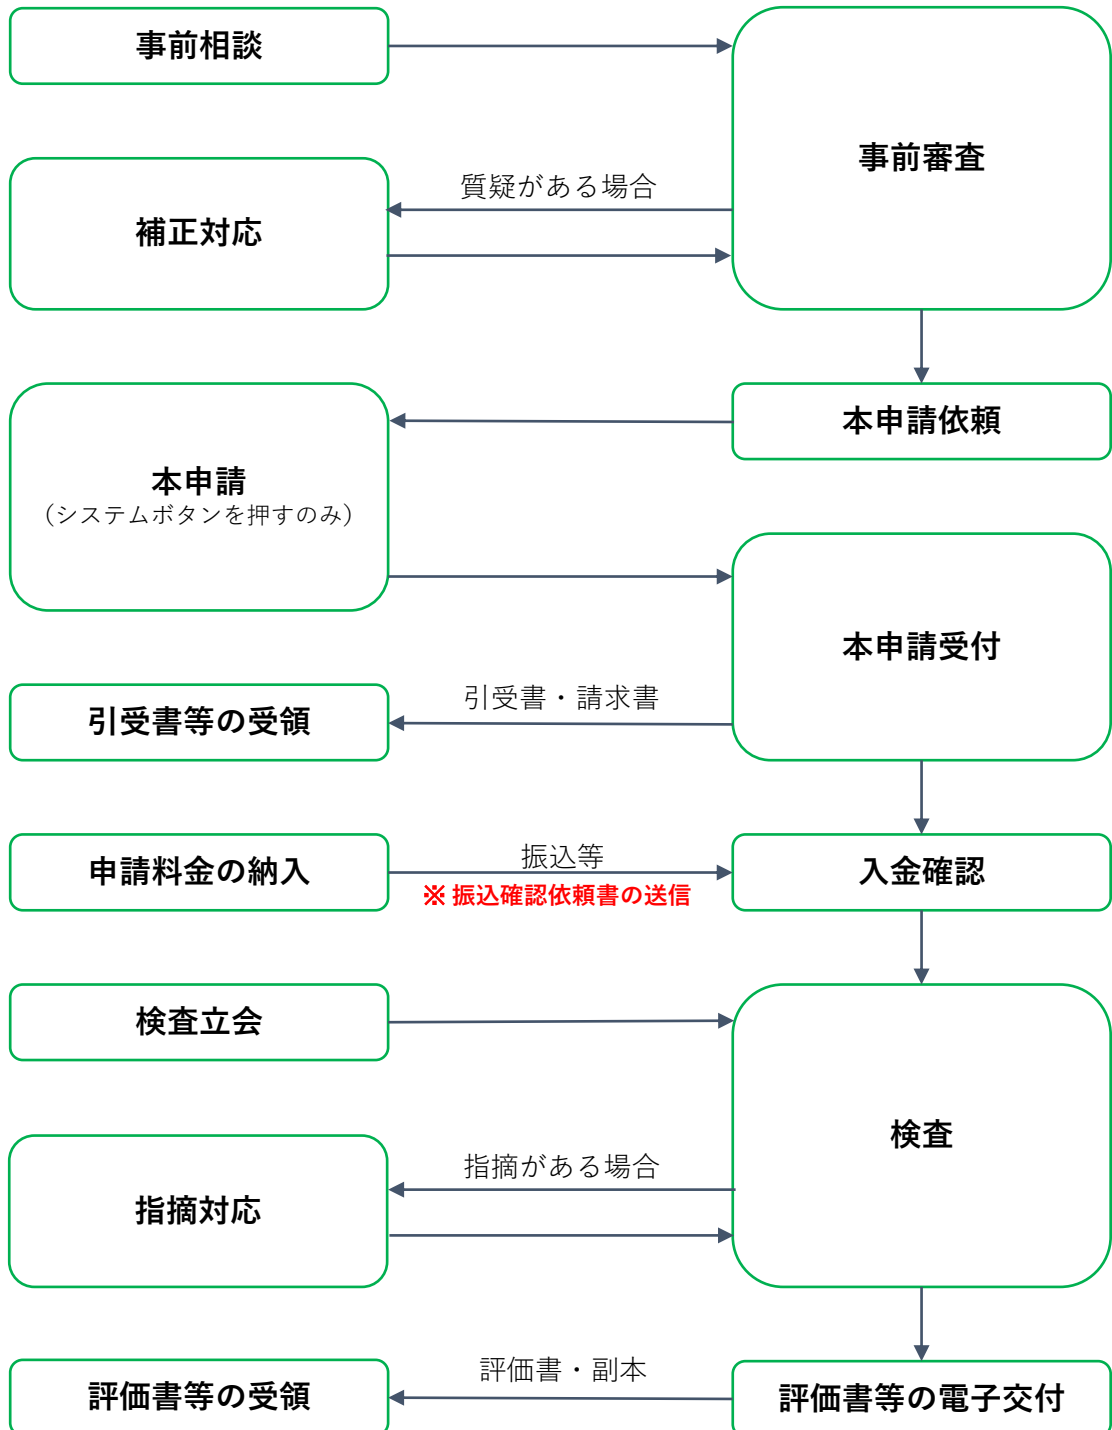 事前相談
事前審査
質疑がある場合
補正対応
本申請依頼
本申請
（システムボタンを押すのみ）
本申請受付
引受書・請求書
引受書等の受領
申請料金の納入
振込等
※ 振込確認依頼書の送信
入金確認
検査立会
検査
指摘がある場合
指摘対応
評価書・副本
評価書等の受領
評価書等の電子交付